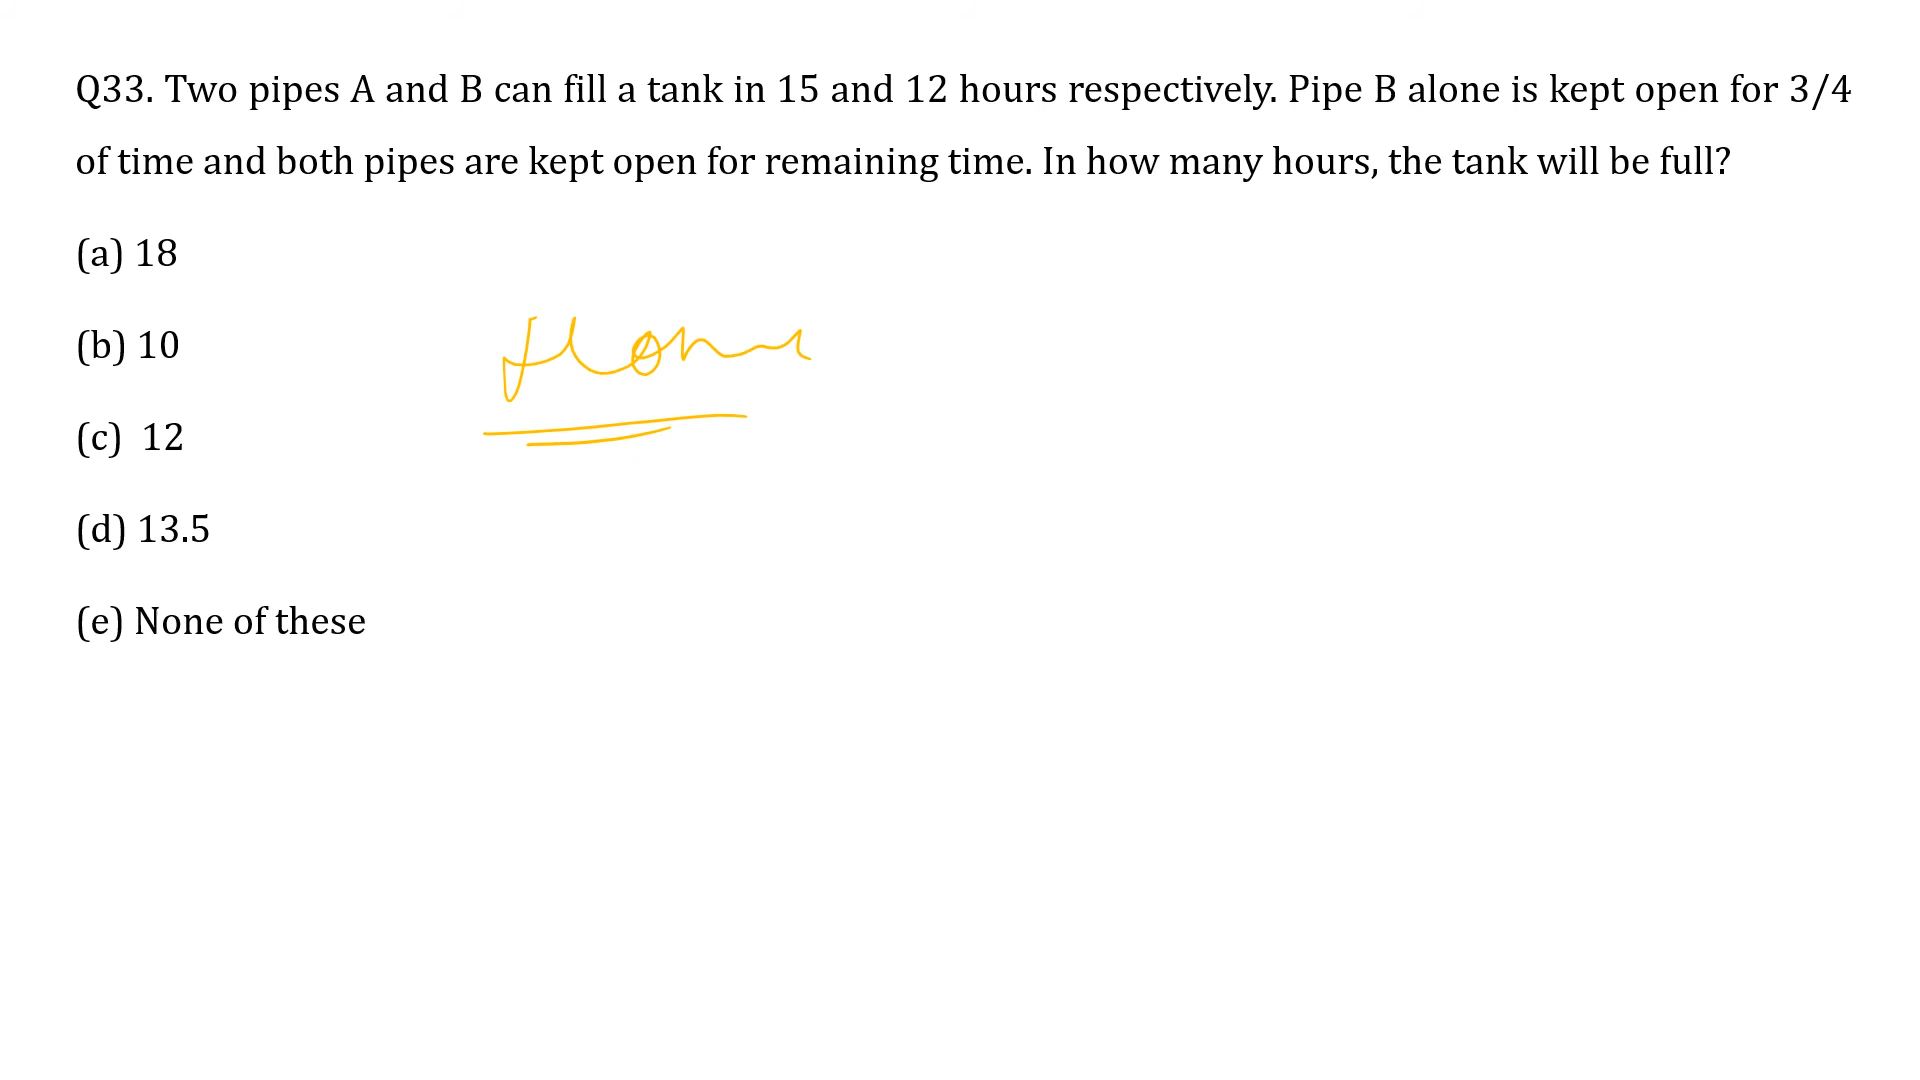 Q33. Two pipes A and B can fill a tank in 15 and 12 hours respectively. Pipe B alone is kept open for 3/4
of time and both pipes are kept open for remaining time. In how many hours, the tank will be full?
(a) 18
(b) 10
(c) 12
(d) 13.5
(e) None of these